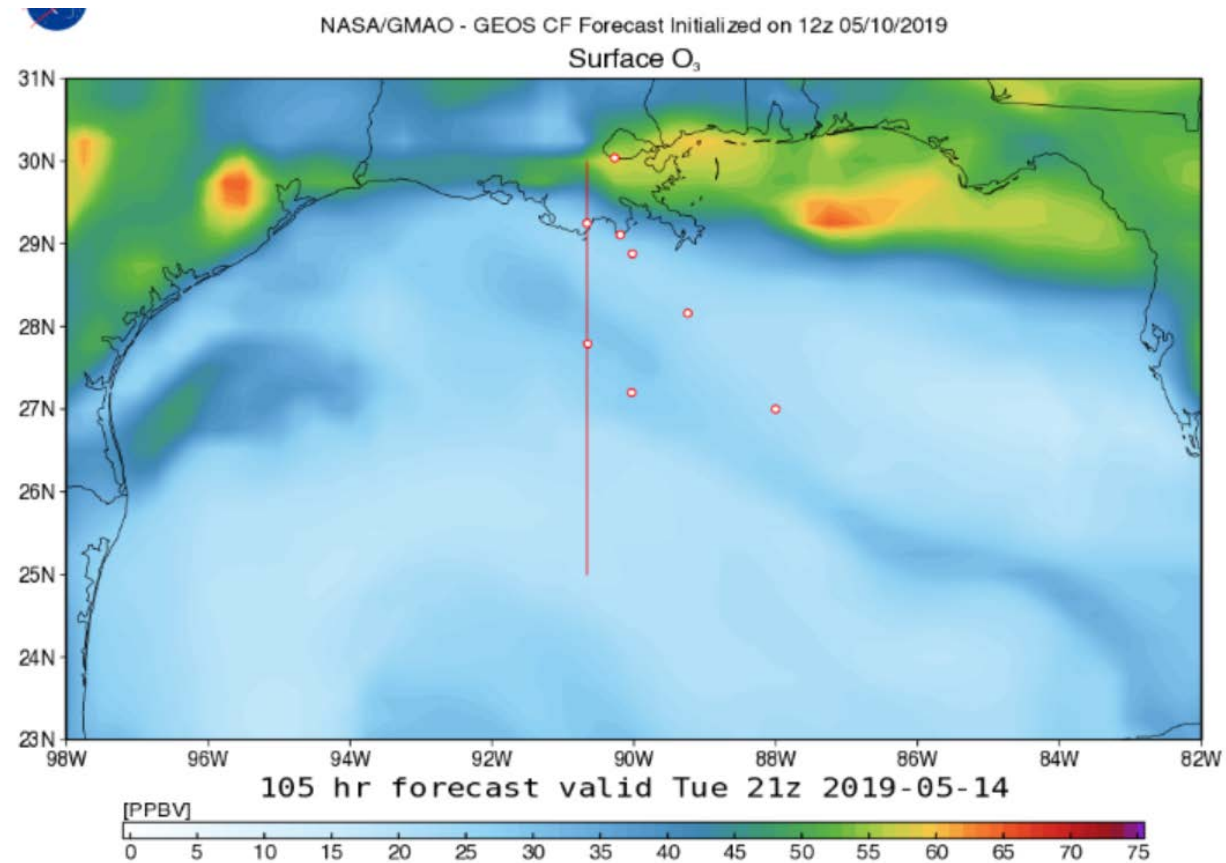 NASA/GMAO - GEOS CF Forecast Initialized on 12z 05/10/2019
Surface O₃
31N
30N
29N
28N
27N
26N
25N
24N
23N
98W 96W 94W 92W 90W 88W 86W 84W 82W
105 hr forecast valid Tue 21z 2019-05-14
[PPBV]
0 5 10 15 20 25 30 35 40 45 50 55 60 65 70 75